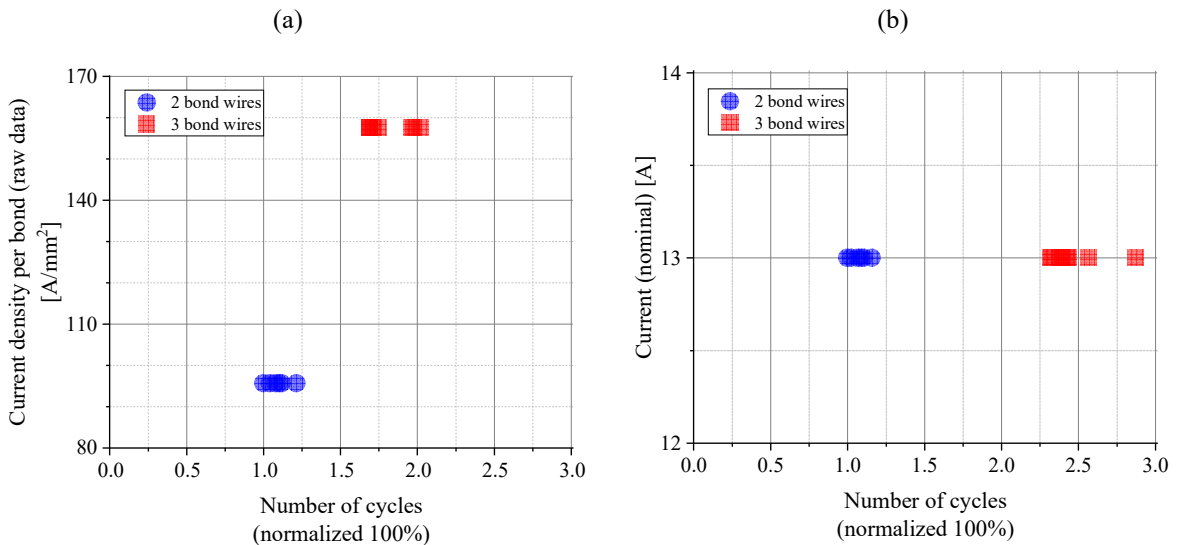 (a)
170
140
110
80
Current density per bond (raw data)
[A/mm²]
2 bond wires
3 bond wires
0.0 0.5 1.0 1.5 2.0 2.5 3.0
Number of cycles
(normalized 100%)
(b)
14
13
12
Current (nominal) [A]
2 bond wires
3 bond wires
0.0 0.5 1.0 1.5 2.0 2.5 3.0
Number of cycles
(normalized 100%)